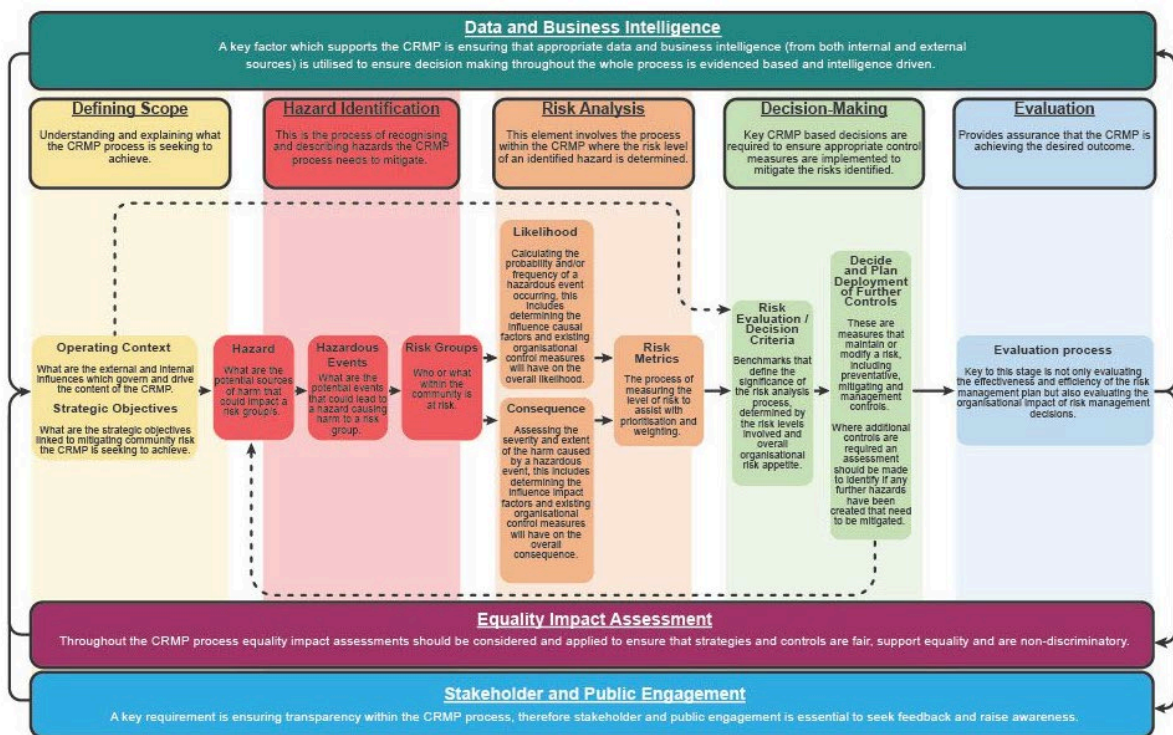 Data and Business Intelligence
A key factor which supports the CRMP is ensuring that appropriate data and business intelligence (from both internal and external
sources) is utilised to ensure decision making throughout the whole process is evidenced based and intelligence driven.
Defining Scope
Understanding and explaining what
the CRMP process is seeking to
achieve.
Hazard Identification
This is the process of recognising
and describing hazards the CRMP
process needs to mitigate.
Risk Analysis
This element involves the process
within the CRMP where the risk level
of an identified hazard is determined.
Decision-Making
Key CRMP based decisions are
required to ensure appropriate control
measures are implemented to
mitigate the risks identified.
Evaluation
Provides assurance that the CRMP is
achieving the desired outcome.
Operating Context
What are the external and internal
influences which govern and drive
the content of the CRMP.
Strategic Objectives
What are the strategic objectives
linked to mitigating community risk
the CRMP is seeking to achieve.
Hazard
What are the
potential sources
of harm that
could impact a
risk group/s.
Hazardous
Events
What are the
potential events
that could lead to
a hazard causing
harm to a risk
group.
Risk Groups
Who or what
within the
community is
at risk.
Likelihood
Calculating the
probability and/or
frequency of a
hazardous event
occurring, this
includes
determining the
influence causal
factors and existing
organisational
control measures
will have on the
overall likelihood.
Consequence
Assessing the
severity and extent
of the harm caused
by a hazardous
event, this includes
determining the
influence impact
factors and existing
organisational
control measures
will have on the
overall
consequence.
Risk
Metrics
The process of
measuring the
level of risk to
assist with
prioritisation and
weighting.
Risk
Evaluation /
Decision
Criteria
Benchmarks that
define the
significance of
the risk analysis
process,
determined by
the risk levels
involved and
overall
organisational
risk appetite.
Decide and
Plan
Deployment
of Further
Controls
These are
measures that
maintain or
modify a risk,
including
preventative,
mitigating and
management
controls.
Where additional
controls are
required an
assessment
should be made
to identify if any
further hazards
have been
created that need
to be mitigated.
Evaluation process
Key to this stage is not only evaluating
the effectiveness and efficiency of the risk
management plan but also evaluating the
organisational impact of risk management
decisions.
Equality Impact Assessment
Throughout the CRMP process equality impact assessments should be considered and applied to ensure that strategies and controls are fair, support equality and are non-discriminatory.
Stakeholder and Public Engagement
A key requirement is ensuring transparency within the CRMP process, therefore stakeholder and public engagement is essential to seek feedback and raise awareness.